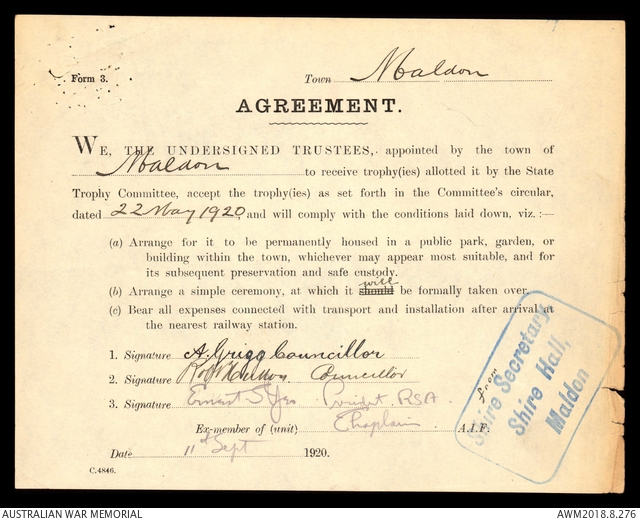 Form 3.
Town Maldon
AGREEMENT.
WE, THE UNDERSIGNED TRUSTEES, appointed by the town of
Maldon to receive trophy(ies) allotted it by the State
Trophy Committee, accept the trophy(ies) as set forth in the Committee's circular,
dated 22 May 1920, and will comply with the conditions laid down, viz. :—
(a) Arrange for it to be permanently housed in a public park, garden, or
building within the town, whichever may appear most suitable, and for
its subsequent preservation and safe custody.
will
(b) Arrange a simple ceremony, at which it should be formally taken over.
(c) Bear all expenses connected with transport and installation after arrival at
the nearest railway station.
1. Signature A. Grigg Councillor
2. Signature Councillor
3. Signature Ernest RSA
Ex-member of (unit) Chaplain A.I.F.
Date 11th Sept 1920.
C.4846.
from
Shire Secretary
Shire Hall,
Maldon
AUSTRALIAN WAR MEMORIAL
AWM2018.8.276